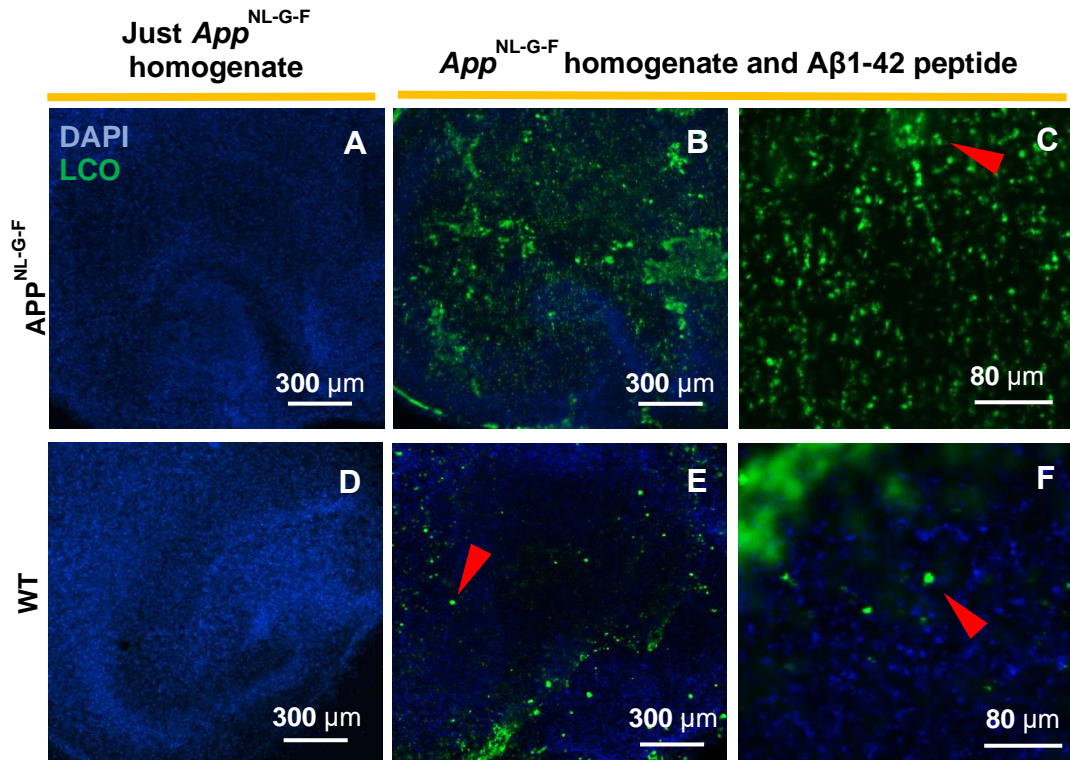 Just App^NL-G-F
homogenate
App^NL-G-F homogenate and Aβ1-42 peptide
DAPI
LCO
A
B
C
APP^NL-G-F
300 µm
300 µm
80 µm
D
E
F
WT
300 µm
300 µm
80 µm